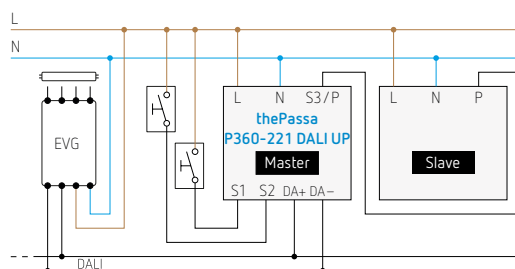 L
N
L N S3/P
L N P
thePassa
P360-221 DALI UP
EVG
Master
Slave
S1 S2 DA+ DA–
DALI